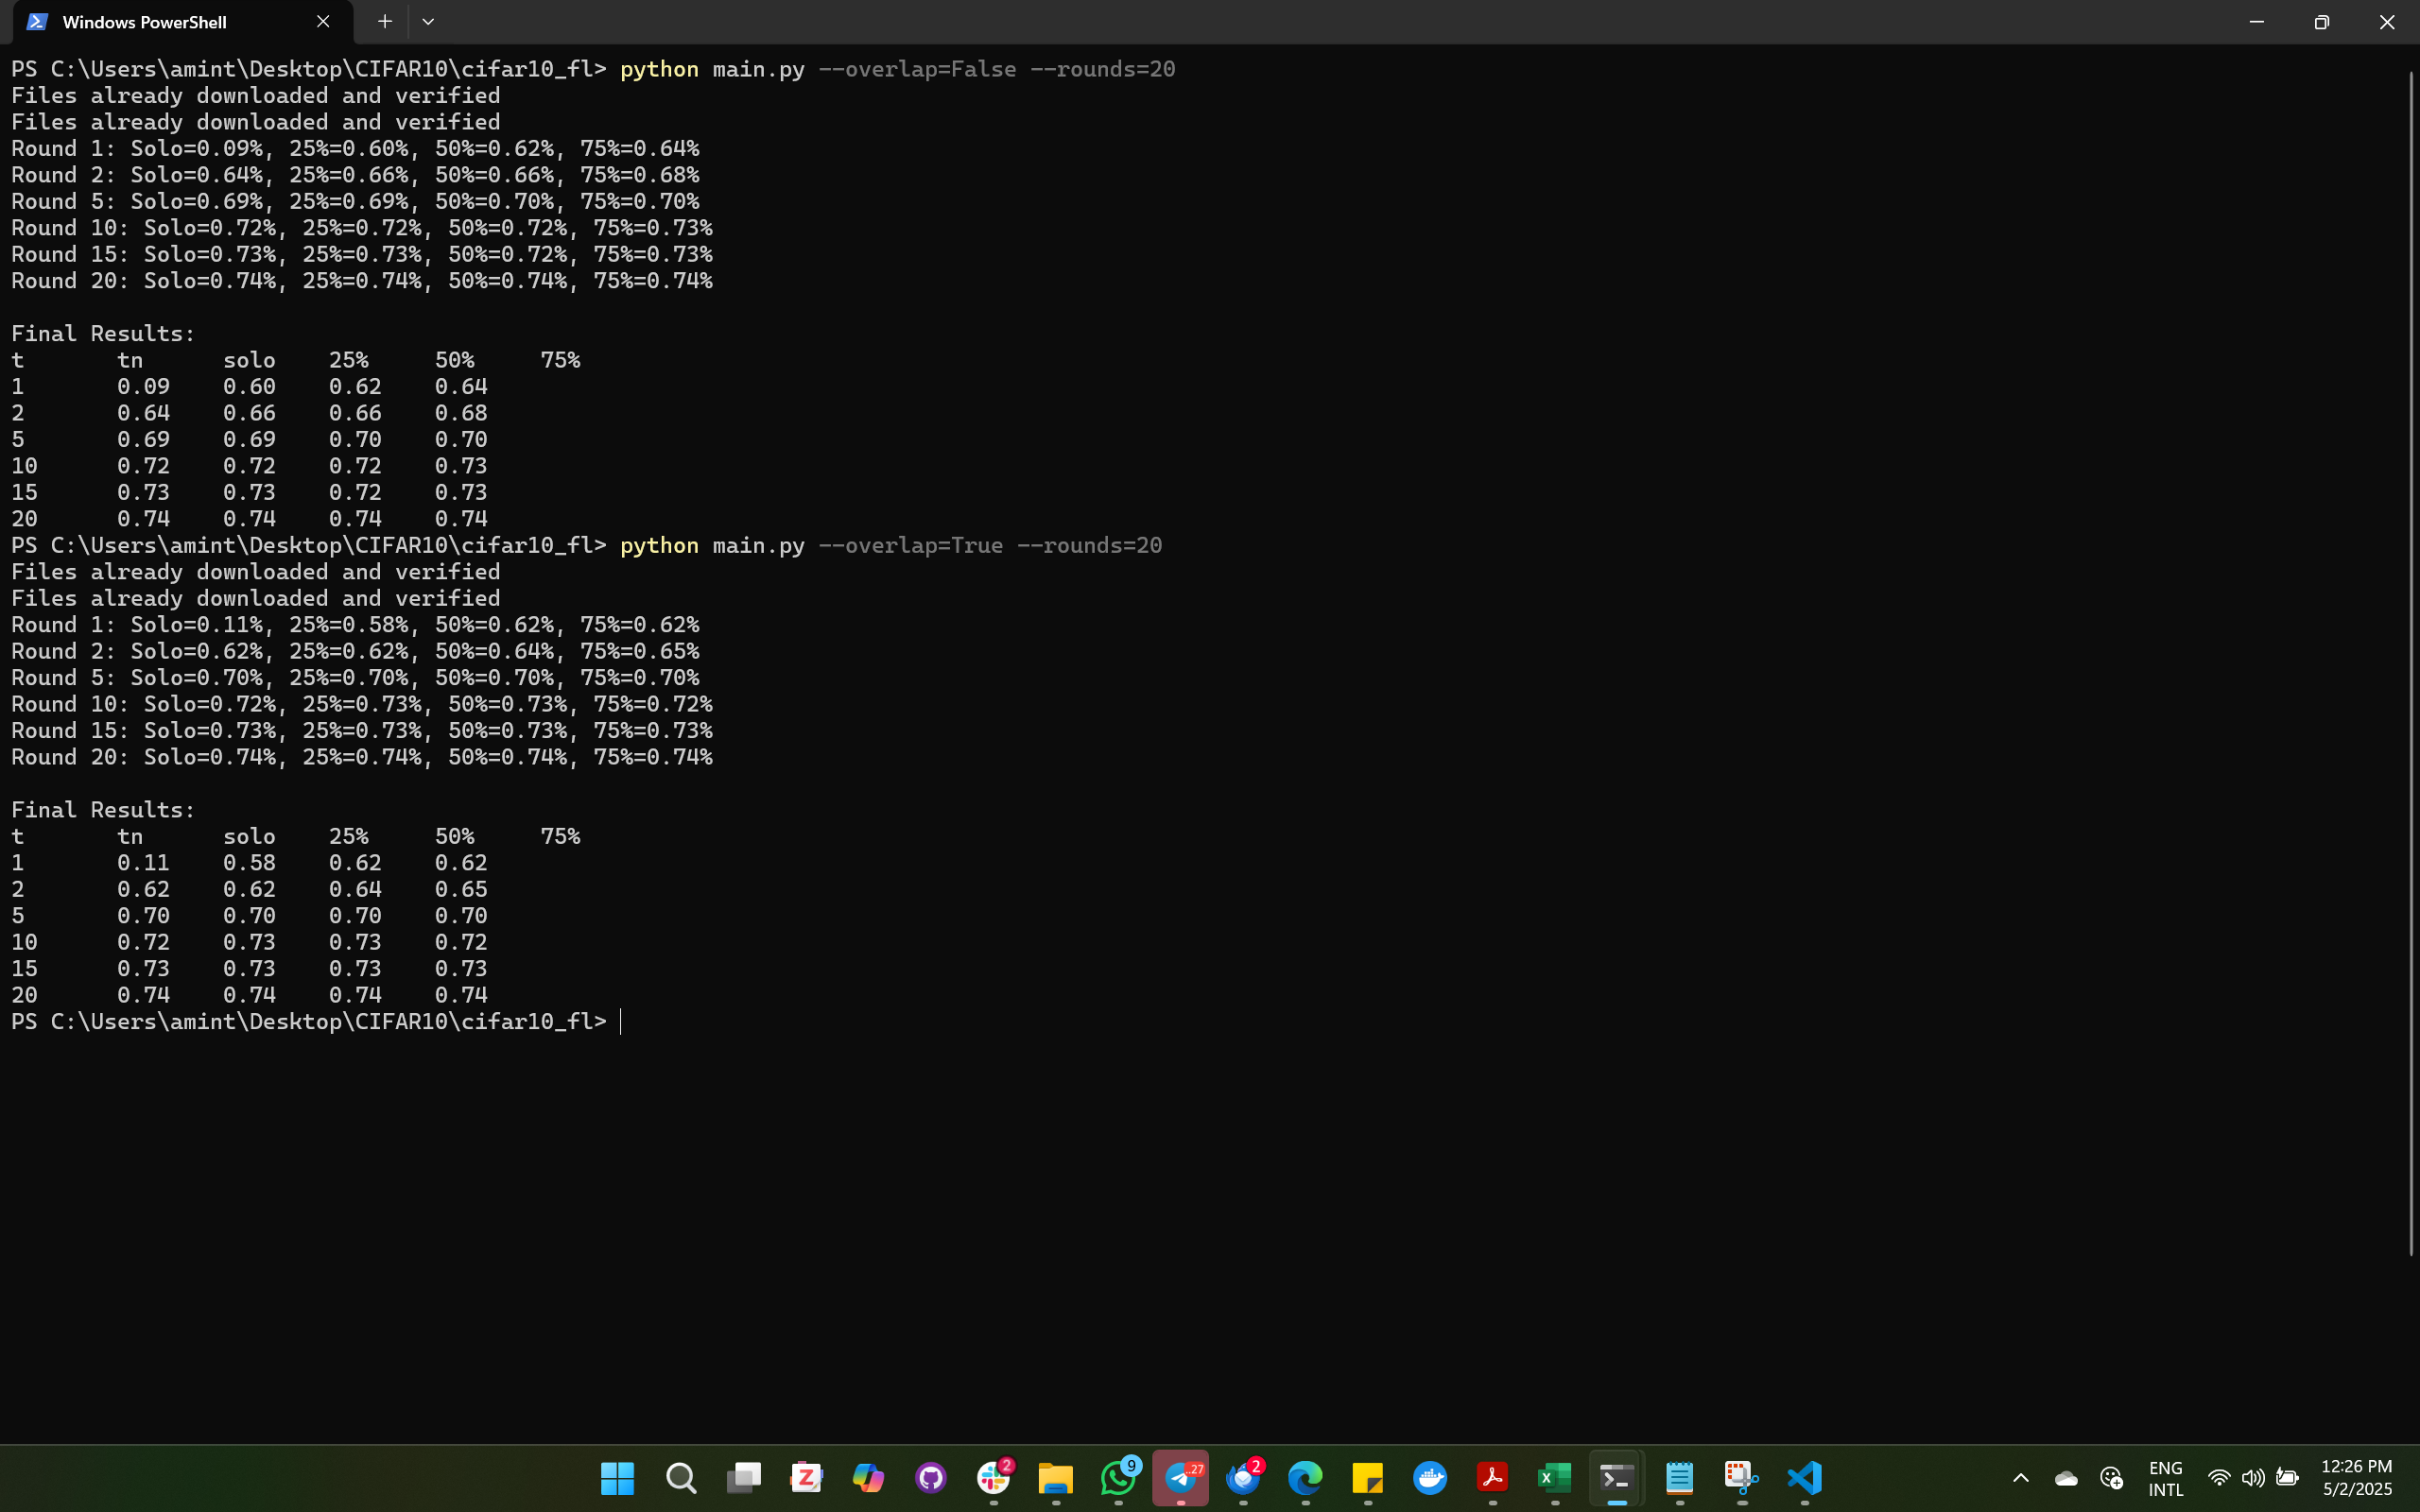 Windows PowerShell
PS C:\Users\amint\Desktop\CIFAR10\cifar10_fl> python main.py --overlap=False --rounds=20
Files already downloaded and verified
Files already downloaded and verified
Round 1: Solo=0.09%, 25%=0.60%, 50%=0.62%, 75%=0.64%
Round 2: Solo=0.64%, 25%=0.66%, 50%=0.66%, 75%=0.68%
Round 5: Solo=0.69%, 25%=0.69%, 50%=0.70%, 75%=0.70%
Round 10: Solo=0.72%, 25%=0.72%, 50%=0.72%, 75%=0.73%
Round 15: Solo=0.73%, 25%=0.73%, 50%=0.72%, 75%=0.73%
Round 20: Solo=0.74%, 25%=0.74%, 50%=0.74%, 75%=0.74%
Final Results:
t tn solo 25% 50% 75%
1 0.09 0.60 0.62 0.64
2 0.64 0.66 0.66 0.68
5 0.69 0.69 0.70 0.70
10 0.72 0.72 0.72 0.73
15 0.73 0.73 0.72 0.73
20 0.74 0.74 0.74 0.74
PS C:\Users\amint\Desktop\CIFAR10\cifar10_fl> python main.py --overlap=True --rounds=20
Files already downloaded and verified
Files already downloaded and verified
Round 1: Solo=0.11%, 25%=0.58%, 50%=0.62%, 75%=0.62%
Round 2: Solo=0.62%, 25%=0.62%, 50%=0.64%, 75%=0.65%
Round 5: Solo=0.70%, 25%=0.70%, 50%=0.70%, 75%=0.70%
Round 10: Solo=0.72%, 25%=0.73%, 50%=0.73%, 75%=0.72%
Round 15: Solo=0.73%, 25%=0.73%, 50%=0.73%, 75%=0.73%
Round 20: Solo=0.74%, 25%=0.74%, 50%=0.74%, 75%=0.74%
Final Results:
t tn solo 25% 50% 75%
1 0.11 0.58 0.62 0.62
2 0.62 0.62 0.64 0.65
5 0.70 0.70 0.70 0.70
10 0.72 0.73 0.73 0.72
15 0.73 0.73 0.73 0.73
20 0.74 0.74 0.74 0.74
PS C:\Users\amint\Desktop\CIFAR10\cifar10_fl>
2 9 ..27 2
ENG 12:26 PM
INTL 5/2/2025